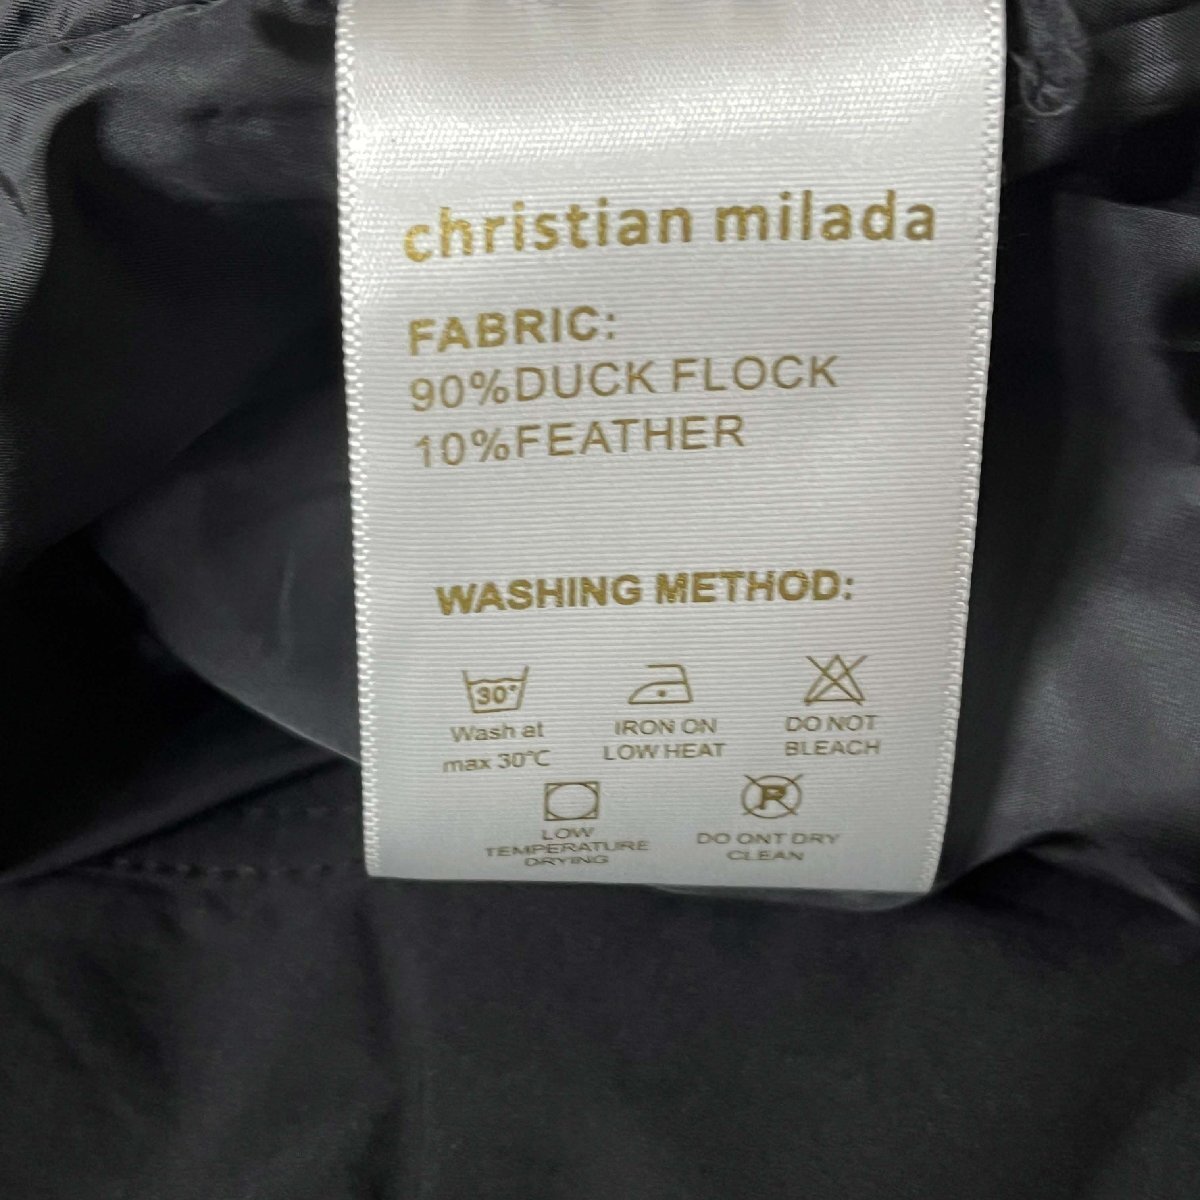 christian milada
FABRIC:
90%DUCK FLOCK
10%FEATHER
WASHING METHOD:
30°
Wash at
max 30℃
IRON ON
LOW HEAT
DO NOT
BLEACH
LOW
TEMPERATURE
DRYING
P
DO ONT DRY
CLEAN